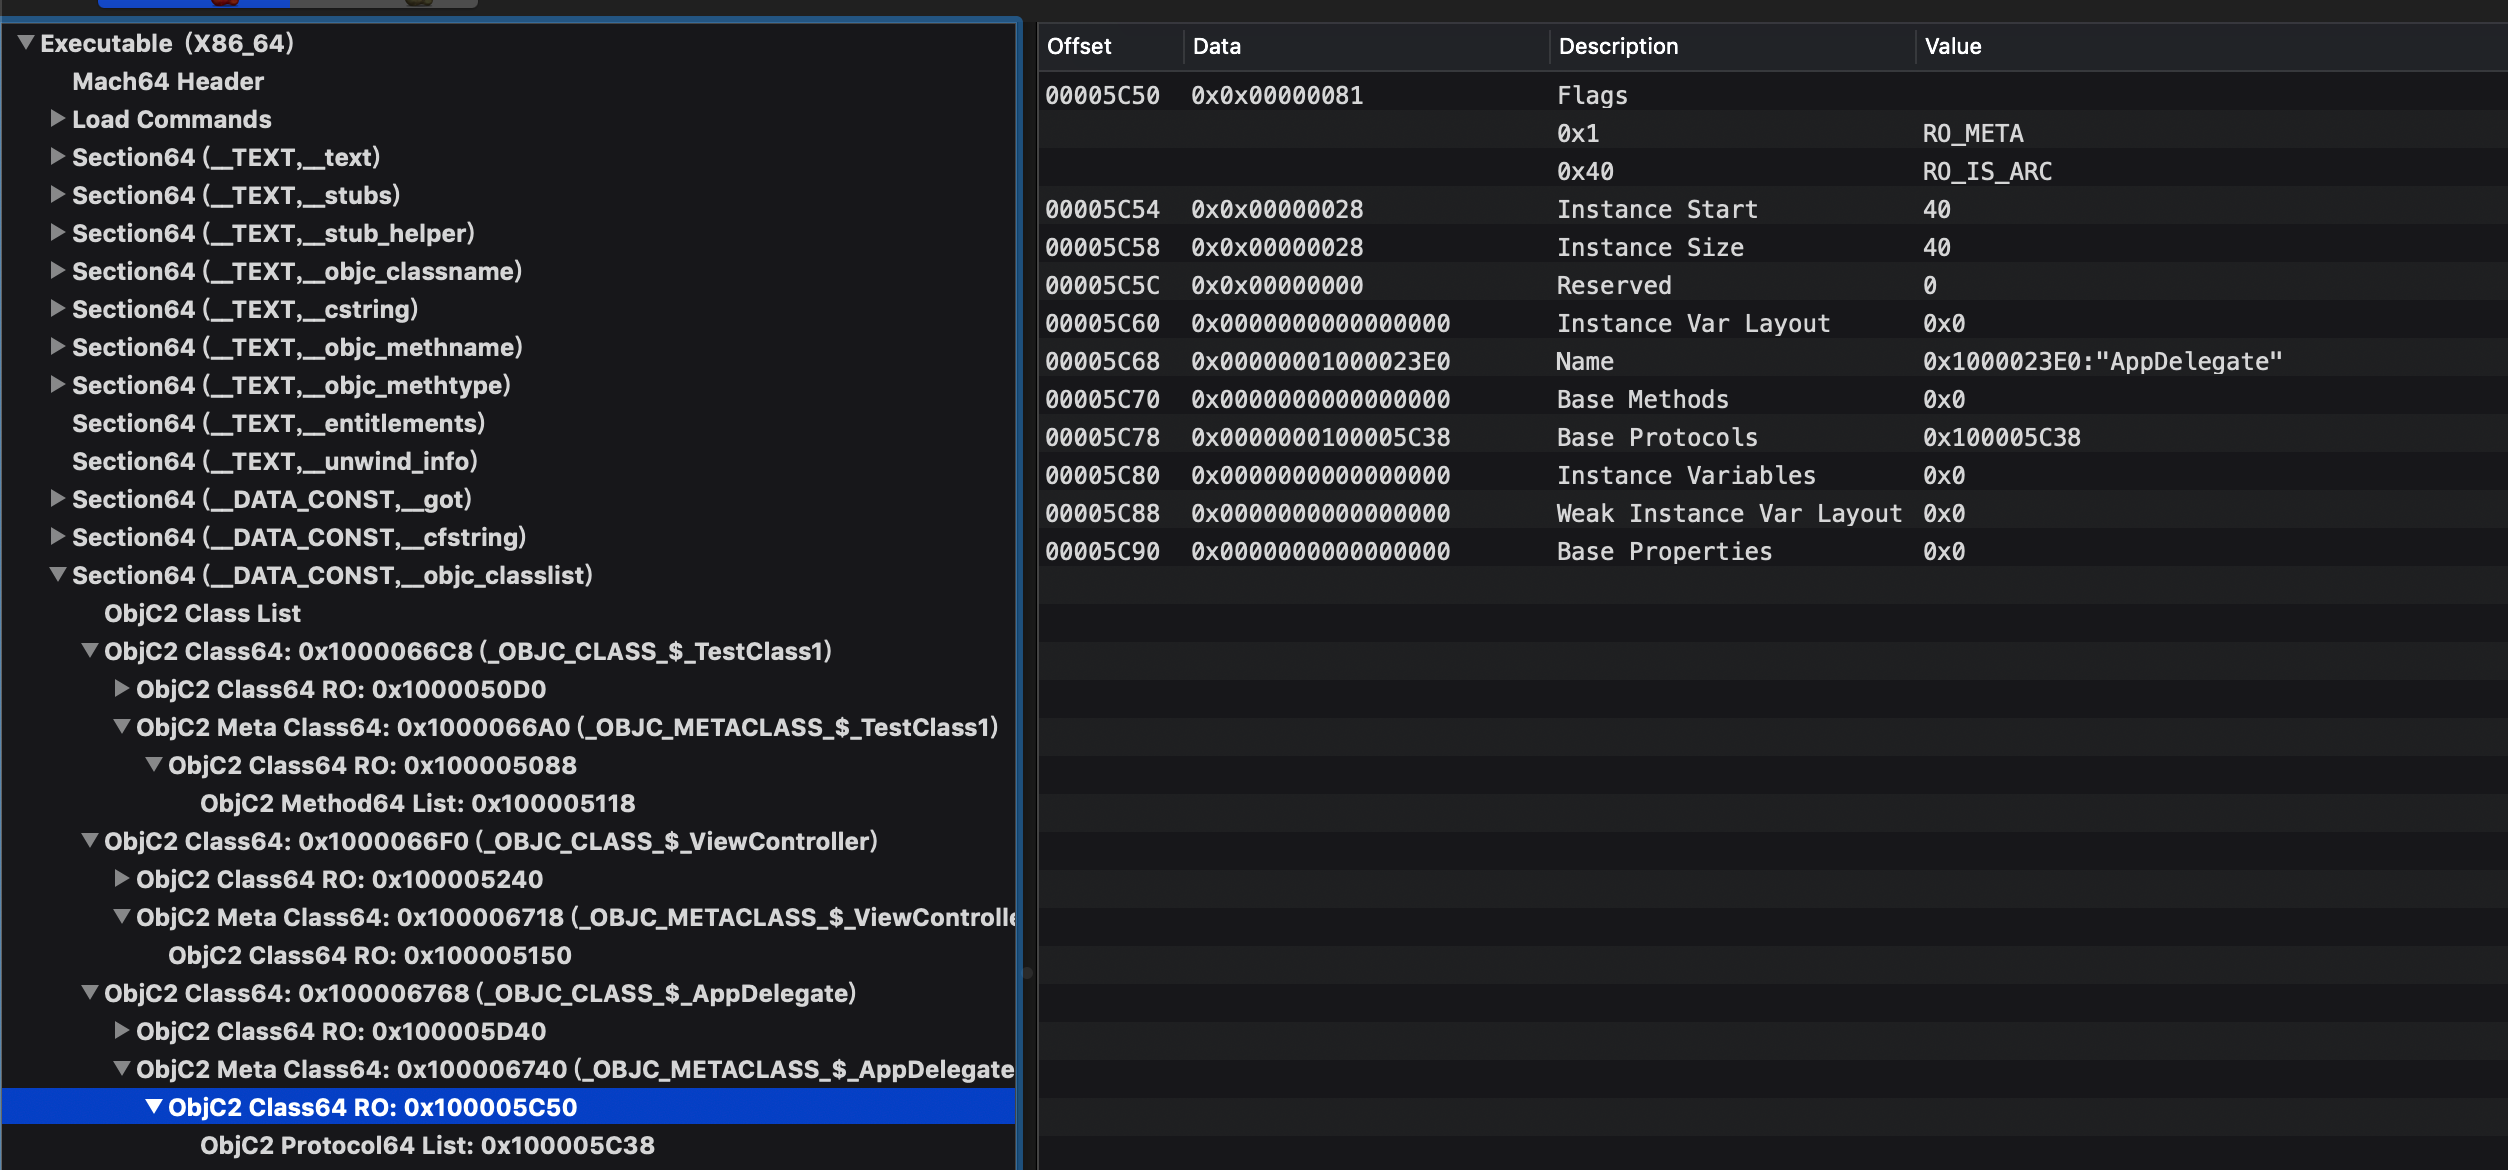 Executable (X86_64)
Mach64 Header
Load Commands
Section64 (__TEXT,__text)
Section64 (__TEXT,__stubs)
Section64 (__TEXT,__stub_helper)
Section64 (__TEXT,__objc_classname)
Section64 (__TEXT,__cstring)
Section64 (__TEXT,__objc_methname)
Section64 (__TEXT,__objc_methtype)
Section64 (__TEXT,__entitlements)
Section64 (__TEXT,__unwind_info)
Section64 (__DATA_CONST,__got)
Section64 (__DATA_CONST,__cfstring)
Section64 (__DATA_CONST,__objc_classlist)
ObjC2 Class List
ObjC2 Class64: 0x1000066C8 (_OBJC_CLASS_$_TestClass1)
ObjC2 Class64 RO: 0x1000050D0
ObjC2 Meta Class64: 0x1000066A0 (_OBJC_METACLASS_$_TestClass1)
ObjC2 Class64 RO: 0x100005088
ObjC2 Method64 List: 0x100005118
ObjC2 Class64: 0x1000066F0 (_OBJC_CLASS_$_ViewController)
ObjC2 Class64 RO: 0x100005240
ObjC2 Meta Class64: 0x100006718 (_OBJC_METACLASS_$_ViewControlle
ObjC2 Class64 RO: 0x100005150
ObjC2 Class64: 0x100006768 (_OBJC_CLASS_$_AppDelegate)
ObjC2 Class64 RO: 0x100005D40
ObjC2 Meta Class64: 0x100006740 (_OBJC_METACLASS_$_AppDelegate
ObjC2 Class64 RO: 0x100005C50
ObjC2 Protocol64 List: 0x100005C38
Offset Data Description Value
00005C50 0x0x00000081 Flags
0x1 RO_META
0x40 RO_IS_ARC
00005C54 0x0x00000028 Instance Start 40
00005C58 0x0x00000028 Instance Size 40
00005C5C 0x0x00000000 Reserved 0
00005C60 0x0000000000000000 Instance Var Layout 0x0
00005C68 0x00000001000023E0 Name 0x1000023E0:"AppDelegate"
00005C70 0x0000000000000000 Base Methods 0x0
00005C78 0x0000000100005C38 Base Protocols 0x100005C38
00005C80 0x0000000000000000 Instance Variables 0x0
00005C88 0x0000000000000000 Weak Instance Var Layout 0x0
00005C90 0x0000000000000000 Base Properties 0x0